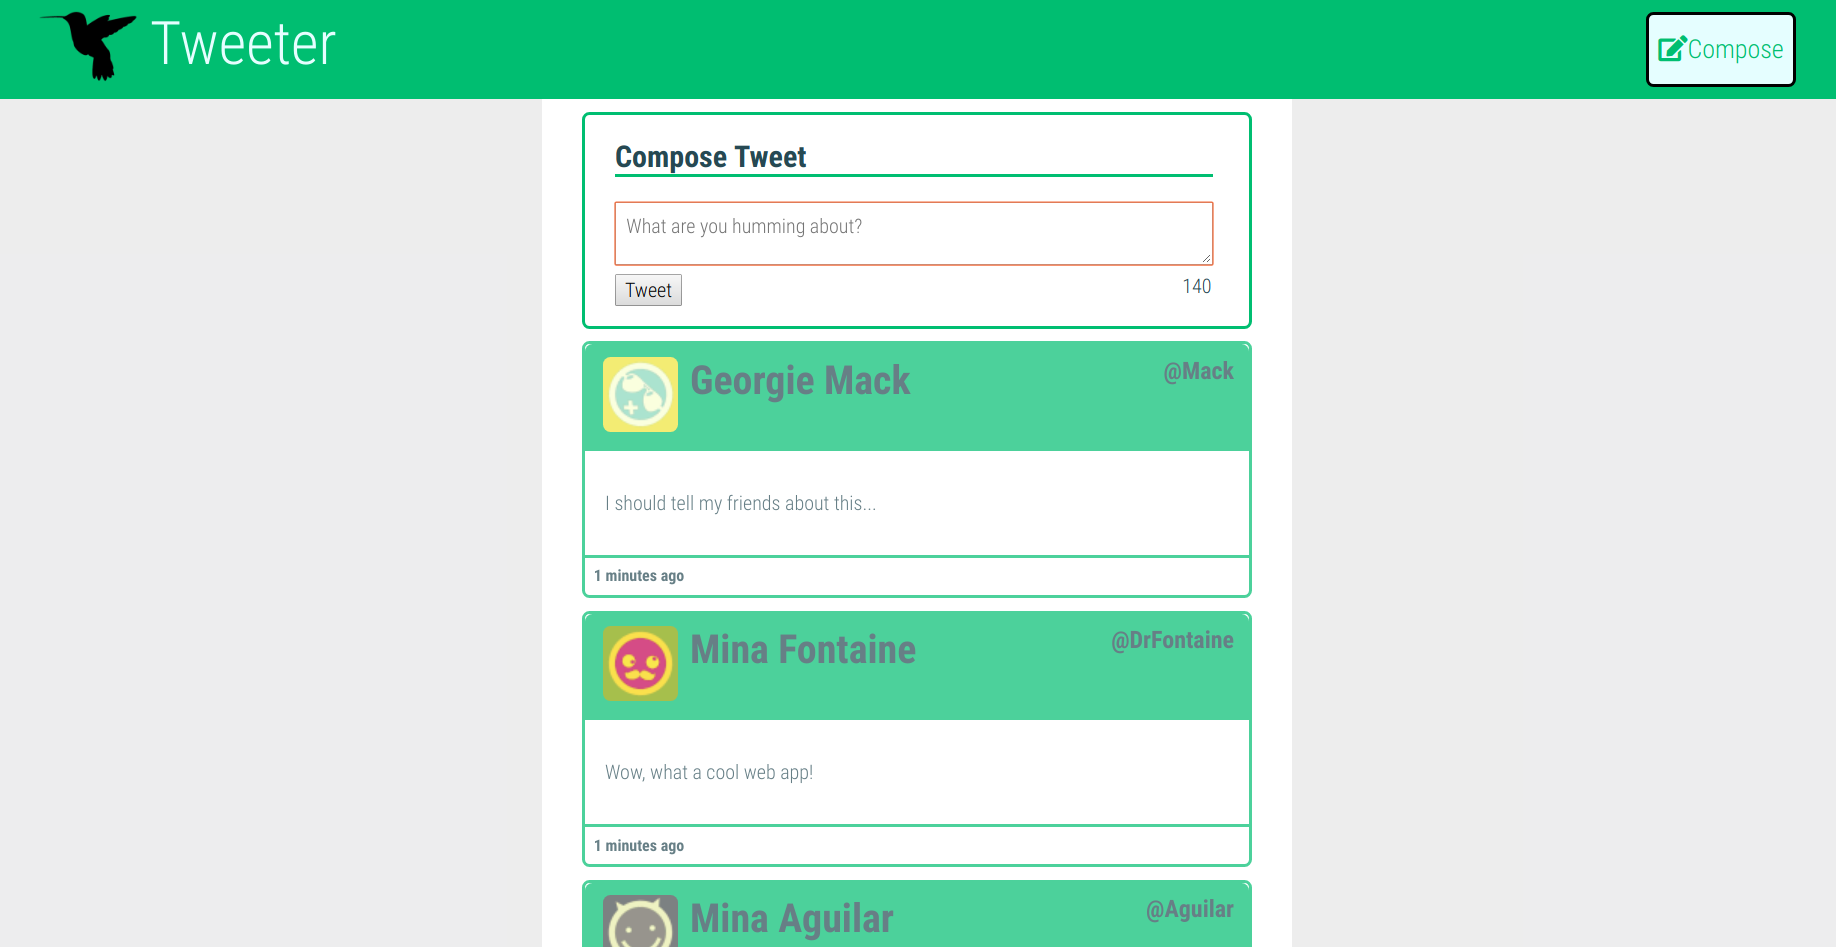 Tweeter
Compose
Compose Tweet
What are you humming about?
Tweet
140
Georgie Mack
@Mack
I should tell my friends about this...
1 minutes ago
Mina Fontaine
@DrFontaine
Wow, what a cool web app!
1 minutes ago
Mina Aguilar
@Aguilar